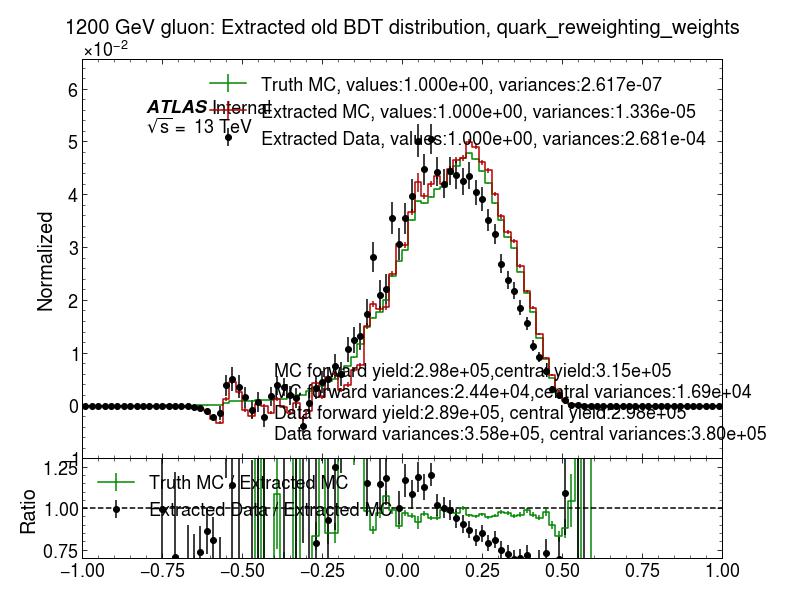 1200 GeV gluon: Extracted old BDT distribution, quark_reweighting_weights
×10⁻²
Truth MC, values:1.000e+00, variances:2.617e-07
ATLAS Internal
Extracted MC, values:1.000e+00, variances:1.336e-05
√s = 13 TeV
Extracted Data, values:1.000e+00, variances:2.681e-04
Normalized
6
5
4
3
2
1
0
−1
MC forward yield:2.98e+05,central yield:3.15e+05
MC forward variances:2.44e+04,central variances:1.69e+04
Data forward yield:2.89e+05, central yield:2.98e+05
Data forward variances:3.58e+05, central variances:3.80e+05
Ratio
1.25
1.00
0.75
Truth MC / Extracted MC
Extracted Data / Extracted MC
−1.00 −0.75 −0.50 −0.25 0.00 0.25 0.50 0.75 1.00